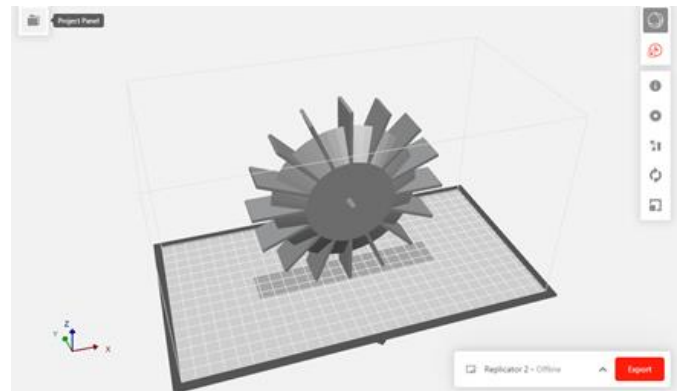 Project Panel
Z
Y
X
Replicator 2 - Offline
Export